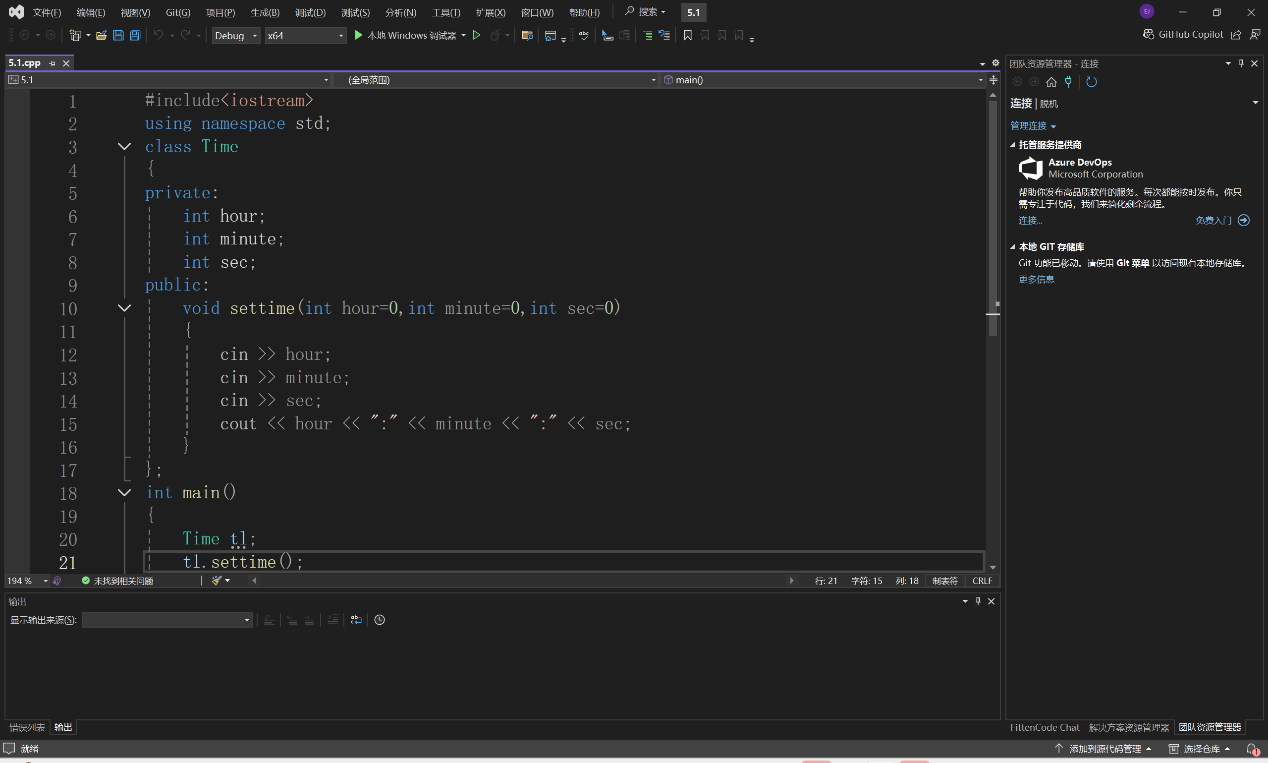 文件(F) 编辑(E) 视图(V) Git(G) 项目(P) 生成(B) 调试(D) 测试(S) 分析(N) 工具(T) 扩展(X) 窗口(W) 帮助(H) 搜索 5.1
Debug x64 本地 Windows 调试器 GitHub Copilot
5.1.cpp
5.1 (全局范围) main()
1 #include<iostream>
2 using namespace std;
3 class Time
4 {
5 private:
6 int hour;
7 int minute;
8 int sec;
9 public:
10 void settime(int hour=0,int minute=0,int sec=0)
11 {
12 cin >> hour;
13 cin >> minute;
14 cin >> sec;
15 cout << hour << ":" << minute << ":" << sec;
16 }
17 };
18 int main()
19 {
20 Time tl;
21 tl.settime();
194 % 未找到相关问题 行: 21 字符: 15 列: 18 制表符 CRLF
输出
显示输出来源(S):
错误列表 输出
团队资源管理器 - 连接
连接 | 脱机
管理连接
托管服务提供商
Azure DevOps
Microsoft Corporation
帮助你发布高品质软件的服务。每次都能按时发布。你只
需专注于代码，我们来简化剩余流程。
连接... 免费入门
本地 GIT 存储库
Git 功能已移动。请使用 Git 菜单 以访问现有本地存储库。
更多信息
FittenCode Chat 解决方案资源管理器 团队资源管理器
就绪 添加到源代码管理 选择仓库 1